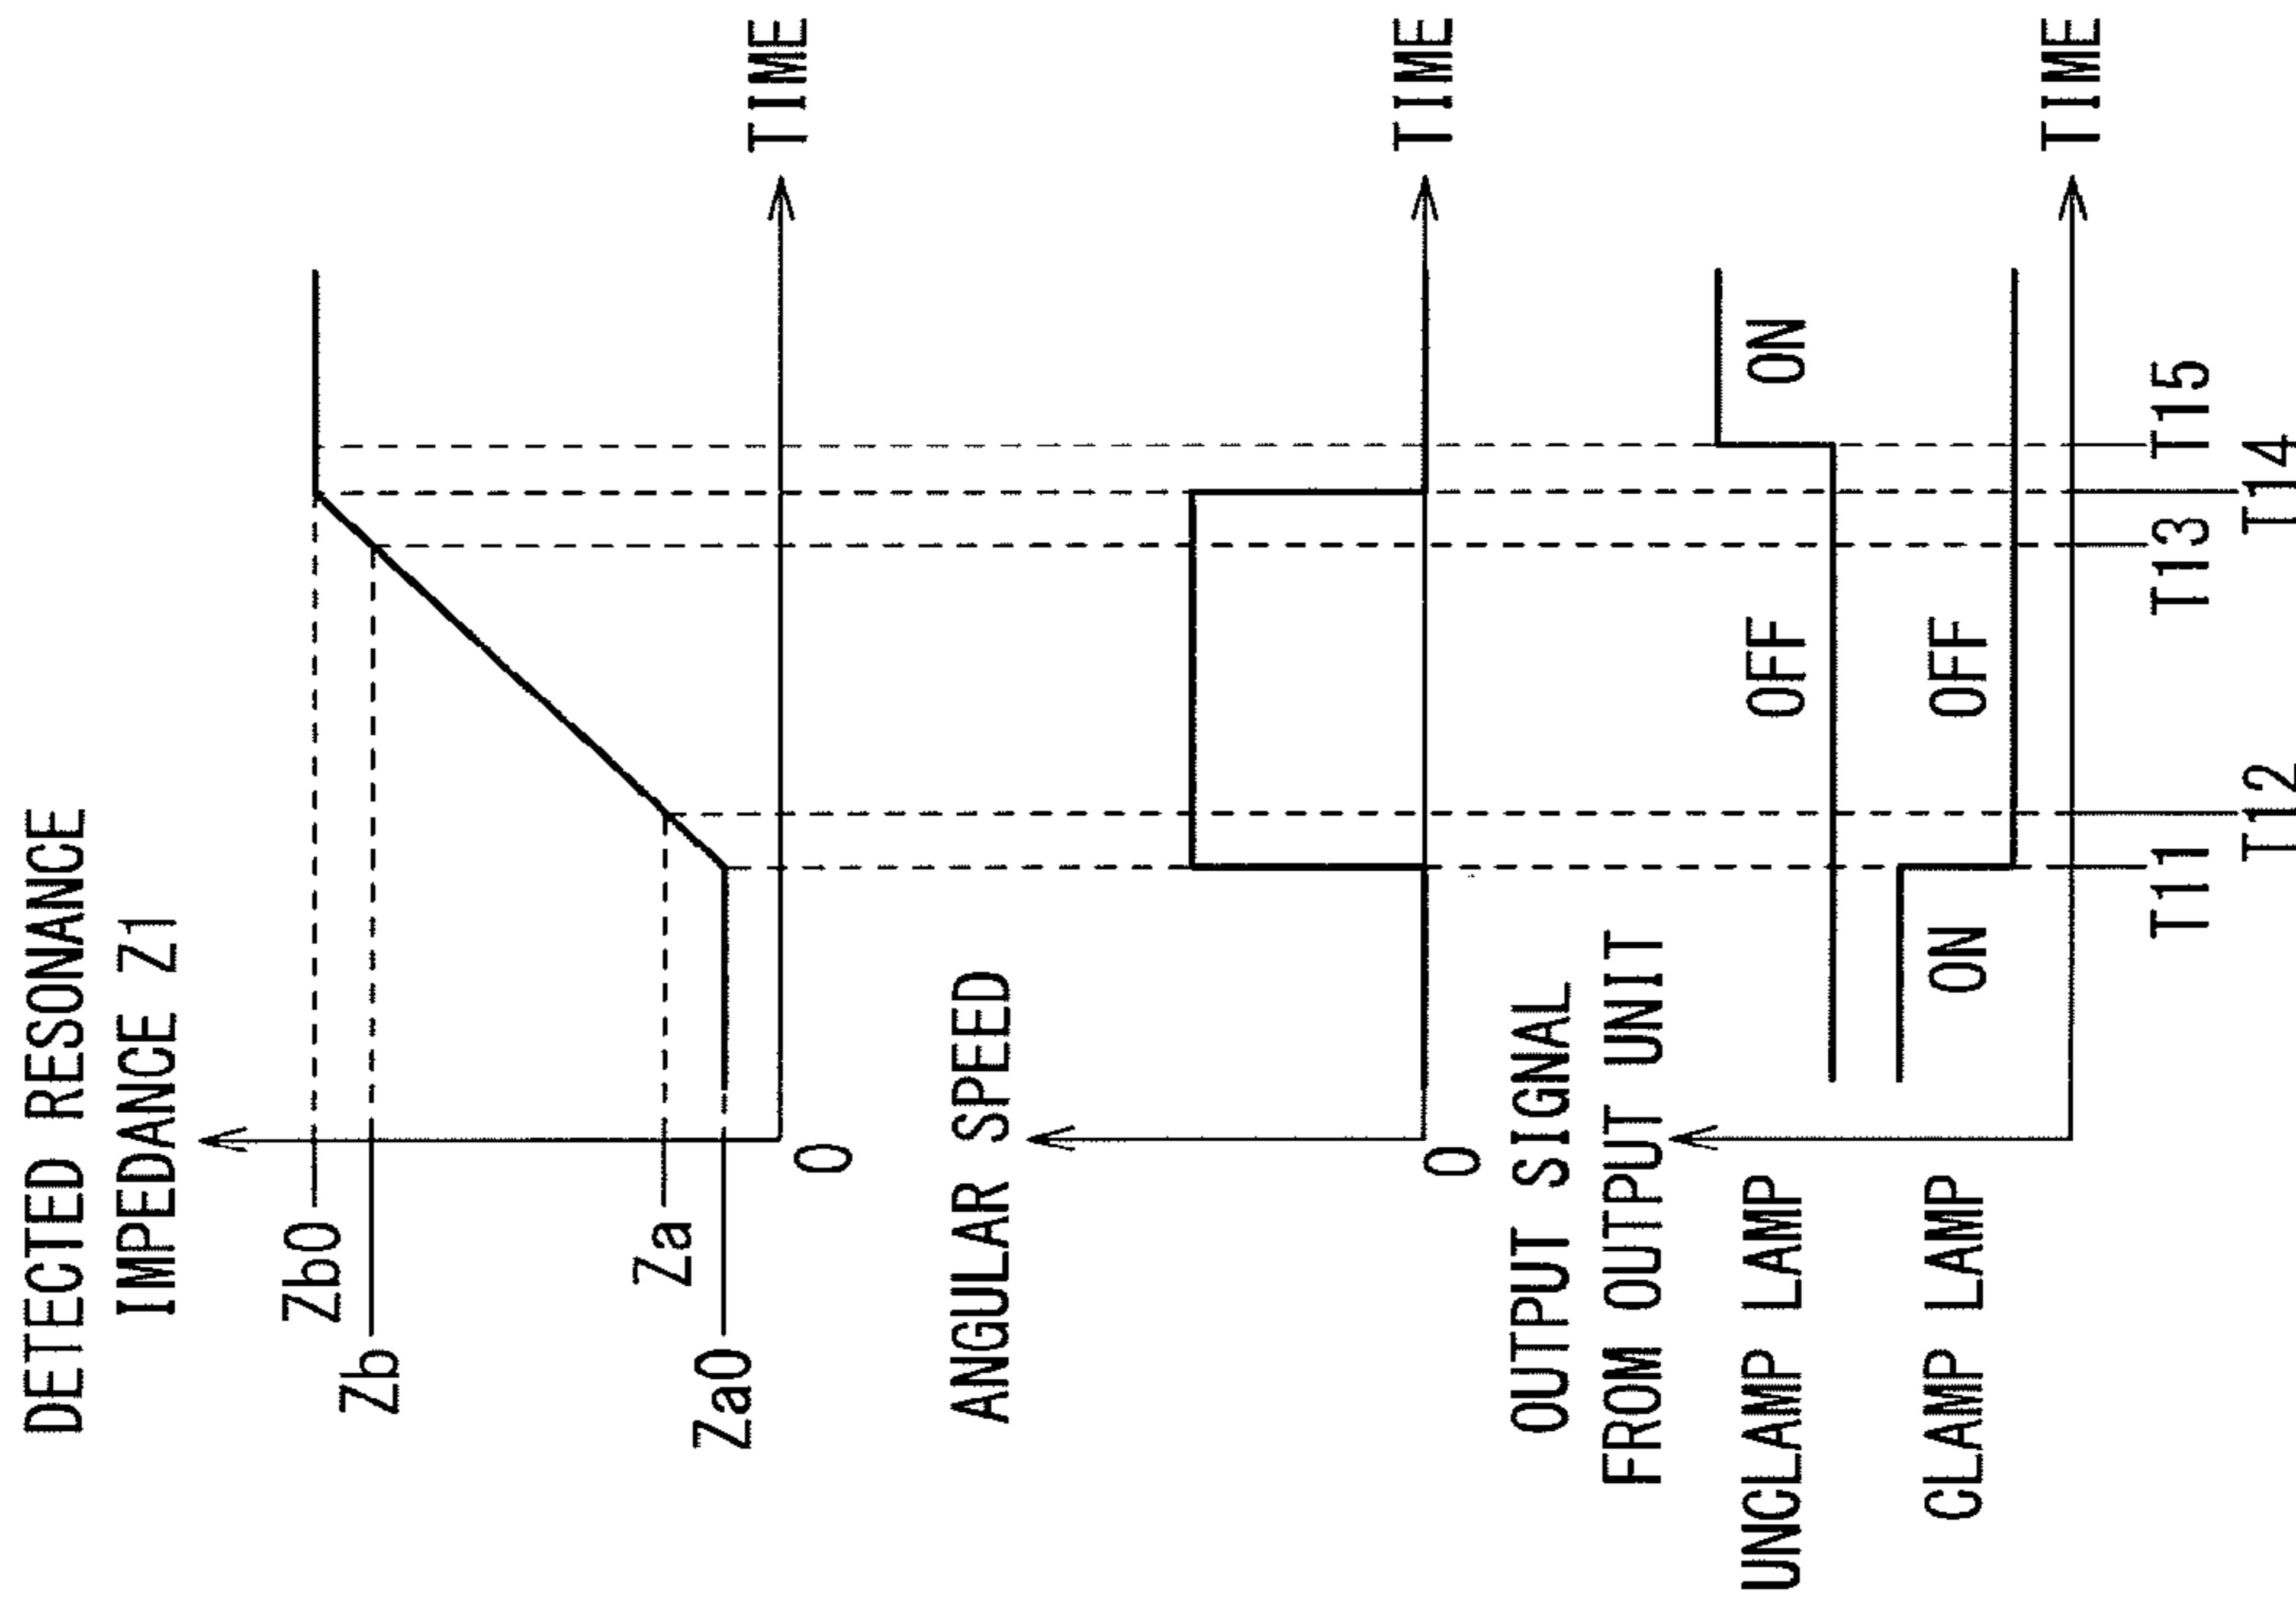 DETECTED RESONANCE
IMPEDANCE Z1
Zb0
Zb
Za
Za0
0
TIME
ANGULAR SPEED
0
TIME
OUTPUT SIGNAL
FROM OUTPUT UNIT
UNCLAMP LAMP
OFF
ON
CLAMP LAMP
ON
OFF
TIME
T11
T13
T15
T12
T14